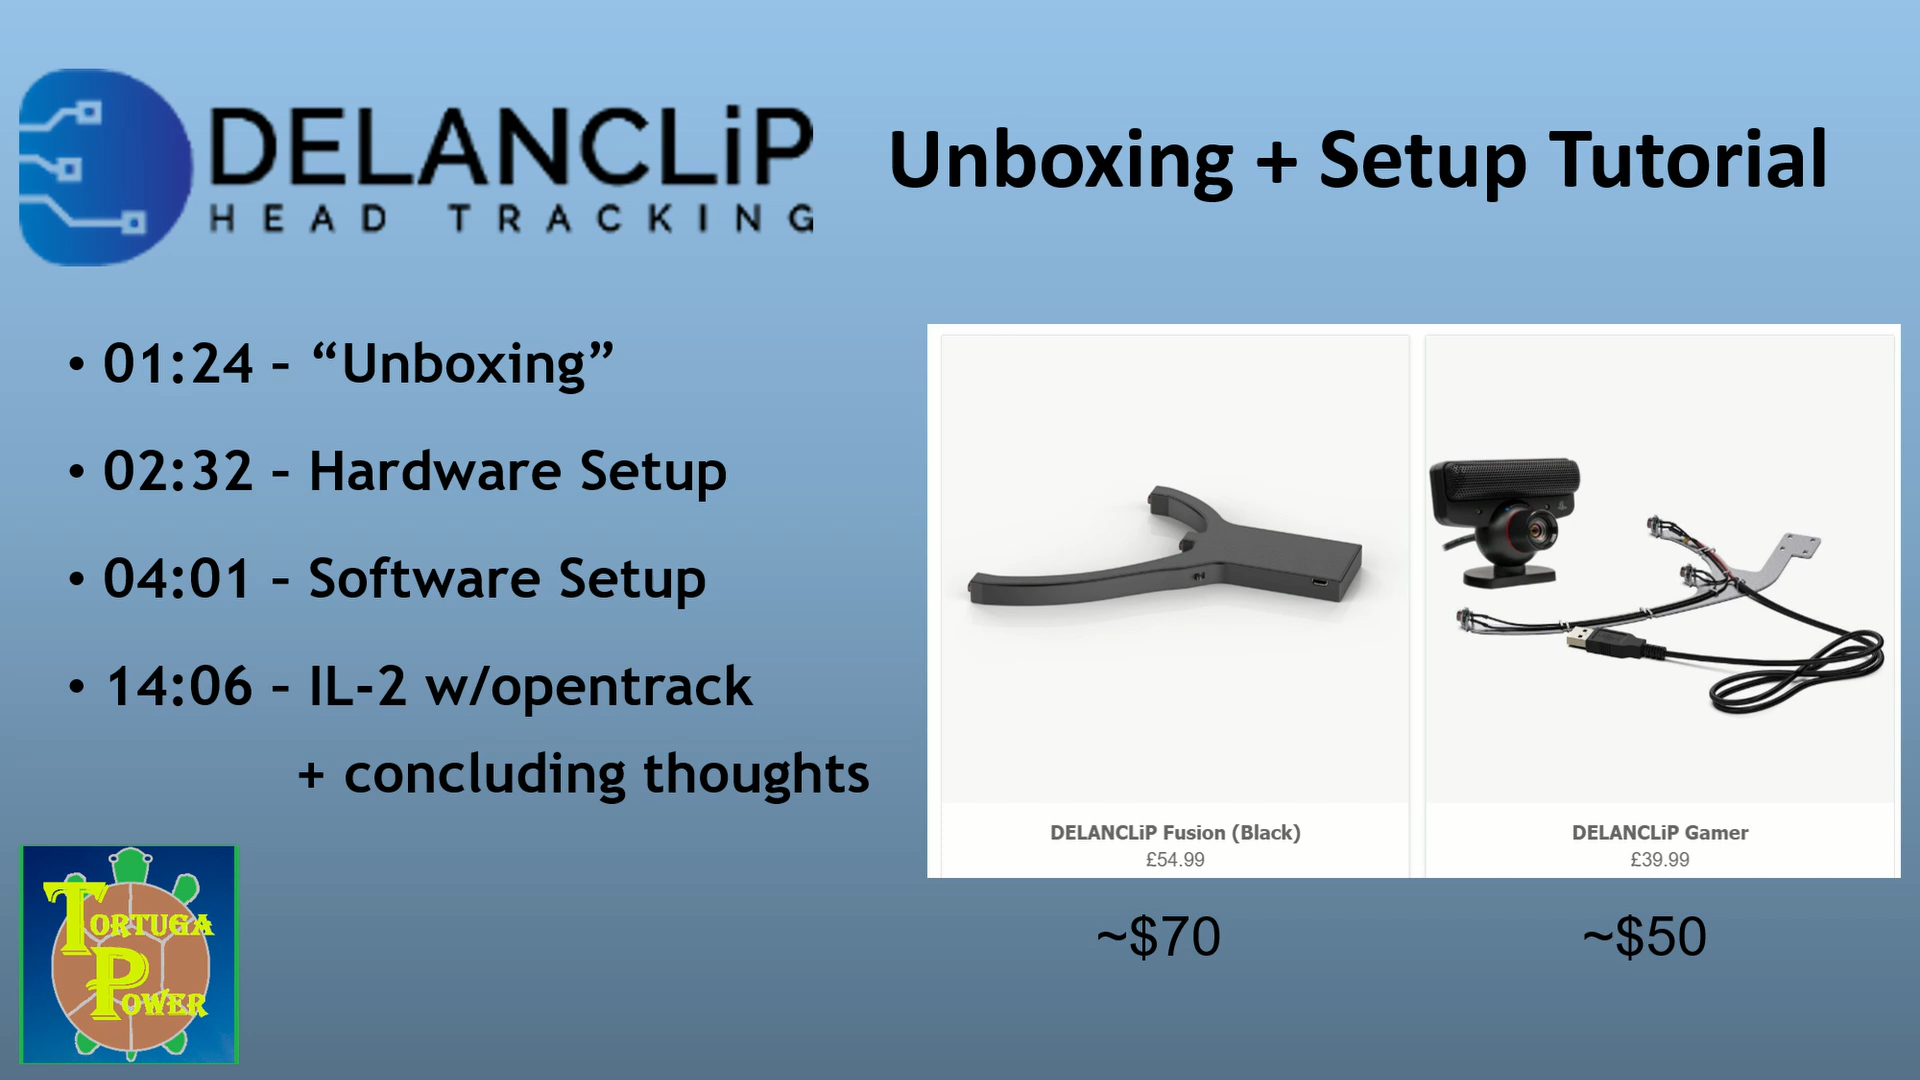 DELANCLiP
HEAD TRACKING
Unboxing + Setup Tutorial
• 01:24 – “Unboxing”
• 02:32 – Hardware Setup
• 04:01 – Software Setup
• 14:06 – IL-2 w/opentrack
+ concluding thoughts
DELANCLiP Fusion (Black)
£54.99
DELANCLiP Gamer
£39.99
~$70
~$50
TORTUGA
POWER